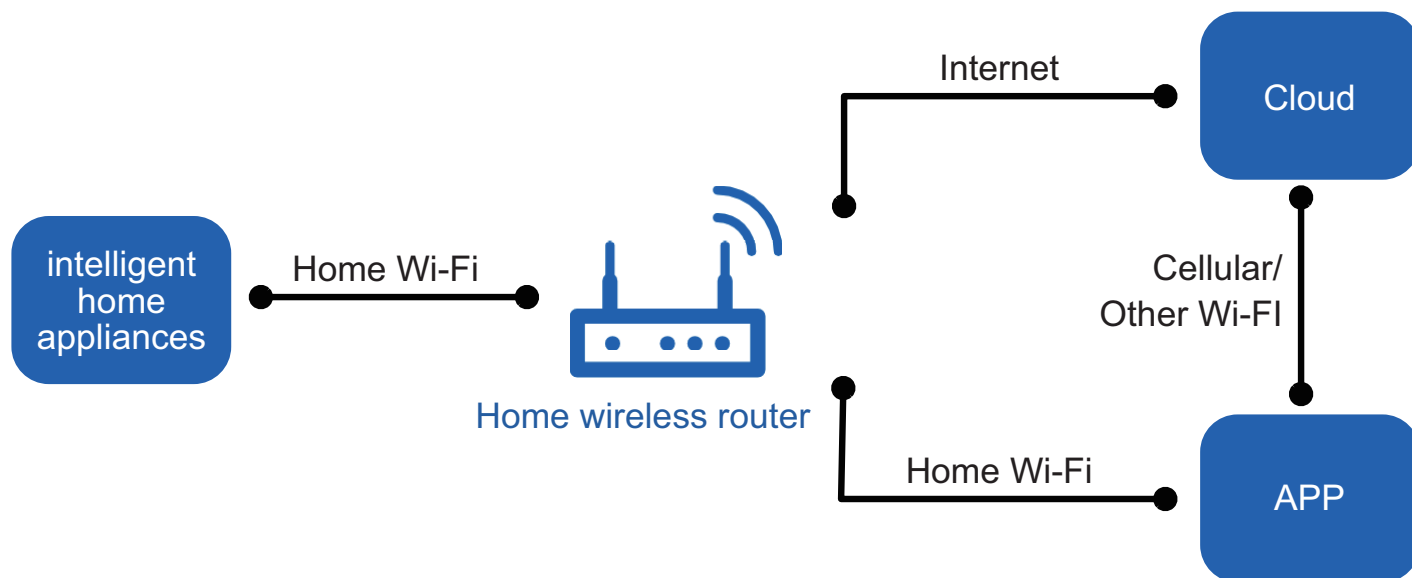 Internet
Cloud
intelligent
home
appliances
Home Wi-Fi
Cellular/
Other Wi-FI
Home wireless router
Home Wi-Fi
APP